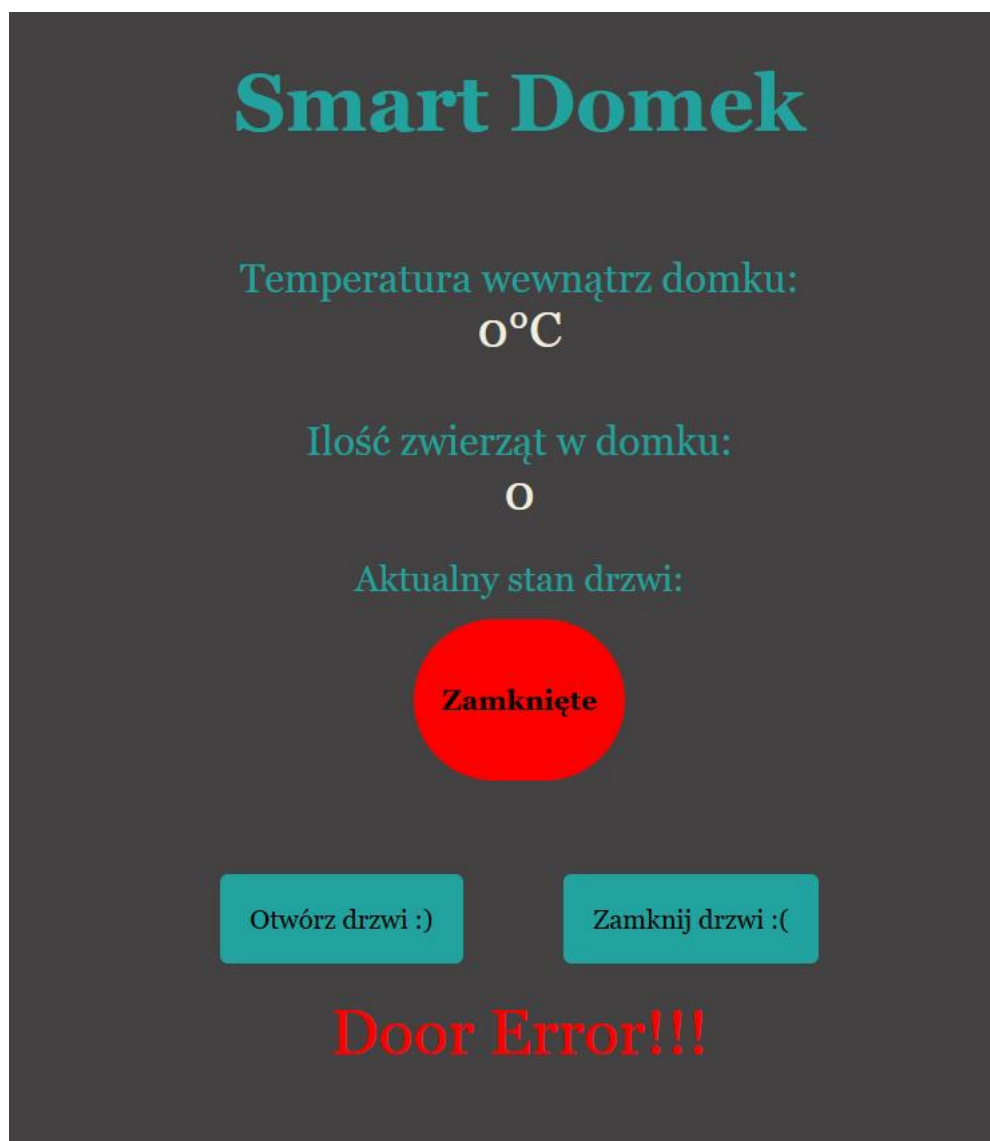 Smart Domek
Temperatura wewnątrz domku:
0°C
Ilość zwierząt w domku:
0
Aktualny stan drzwi:
Zamknięte
Otwórz drzwi :) Zamknij drzwi :(
Door Error!!!